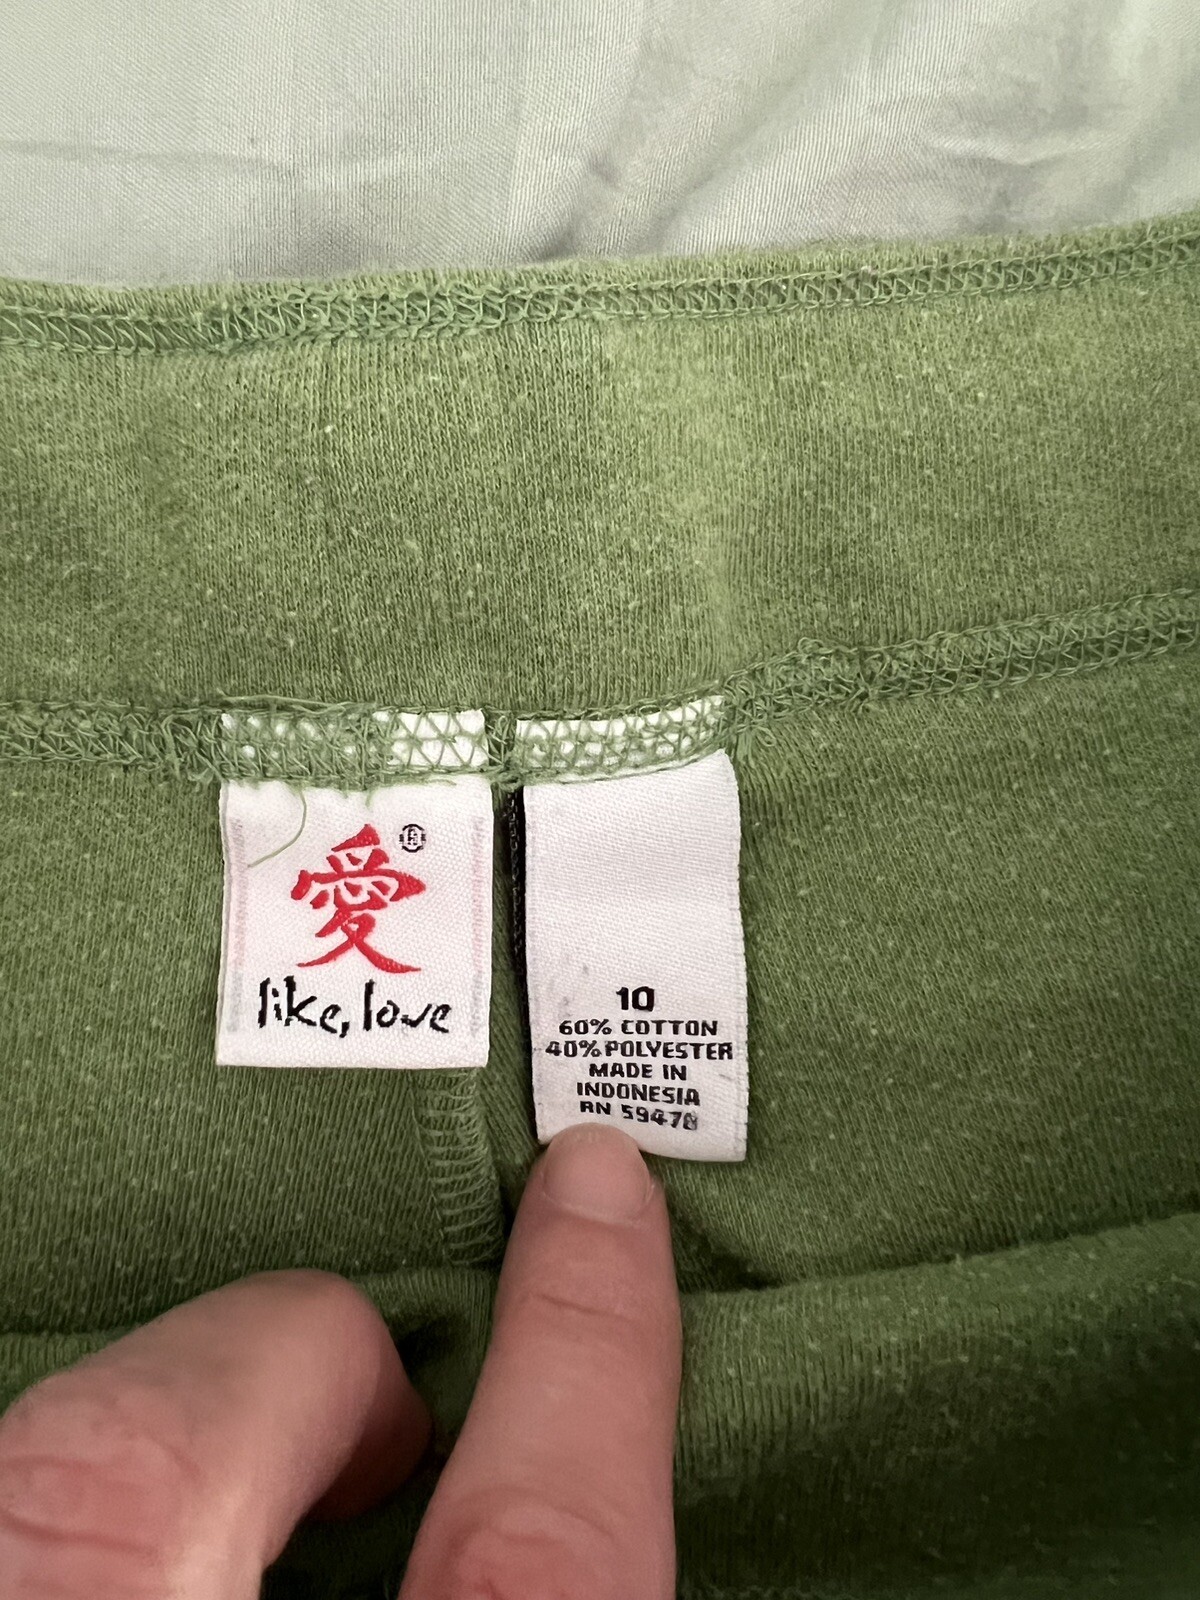 愛
like, love
10
60% COTTON
40% POLYESTER
MADE IN
INDONESIA
RN 59478